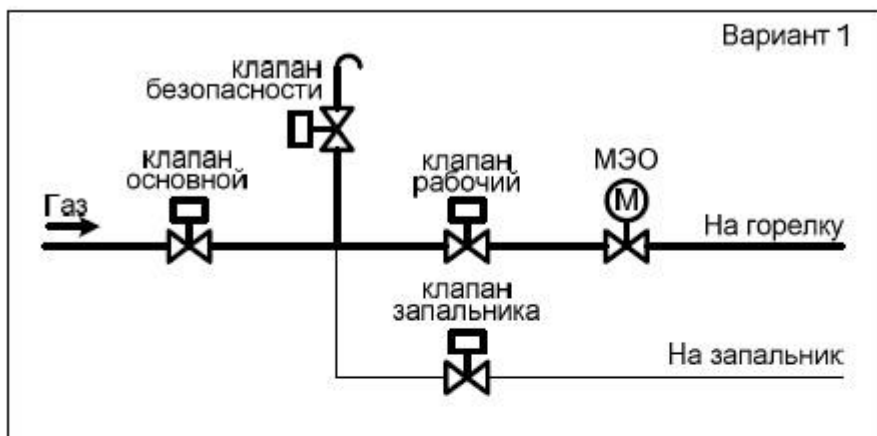 Вариант 1
клапан
безопасности
клапан
основной
клапан
рабочий
МЭО
М
Газ
На горелку
клапан
запальника
На запальник